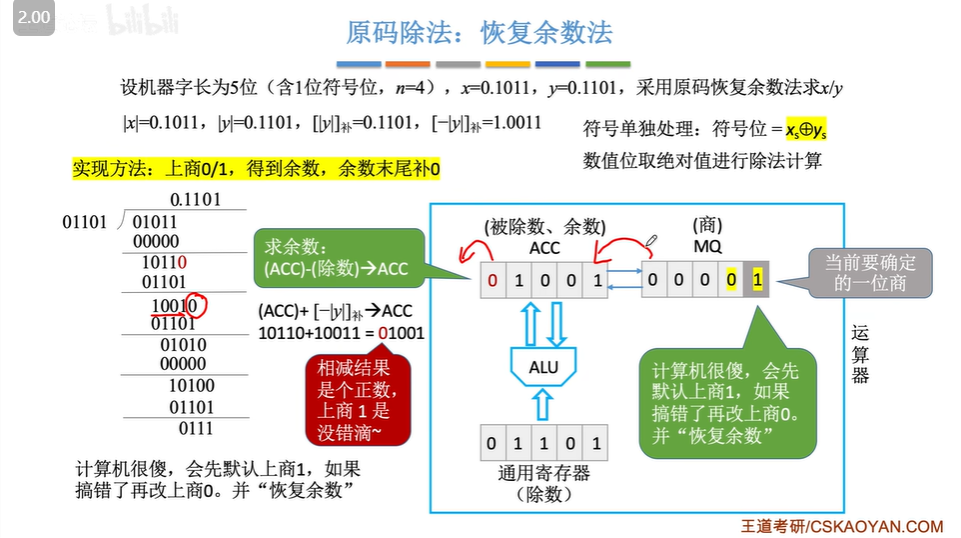 2.00
bilibili
原码除法：恢复余数法
设机器字长为5位（含1位符号位，n=4），x=0.1011，y=0.1101，采用原码恢复余数法求x/y
|x|=0.1011，|y|=0.1101，[|y|]补=0.1101，[−|y|]补=1.0011
符号单独处理：符号位 = xs⊕ys
数值位取绝对值进行除法计算
实现方法：上商0/1，得到余数，余数末尾补0
0.1101
01101
01011
00000
10110
01101
10010
01101
01010
00000
10100
01101
0111
求余数：
(ACC)-(除数)→ACC
(ACC)+ [−|y|]补→ACC
10110+10011 = 01001
相减结果
是个正数，
上商 1 是
没错滴~
计算机很傻，会先默认上商1，如果
搞错了再改上商0。并“恢复余数”
(被除数、余数)
ACC
0 1 0 0 1
(商)
MQ
0 0 0 0 1
ALU
0 1 1 0 1
通用寄存器
（除数）
运
算
器
当前要确定
的一位商
计算机很傻，会先
默认上商1，如果
搞错了再改上商0。
并“恢复余数”
王道考研/CSKAOYAN.COM